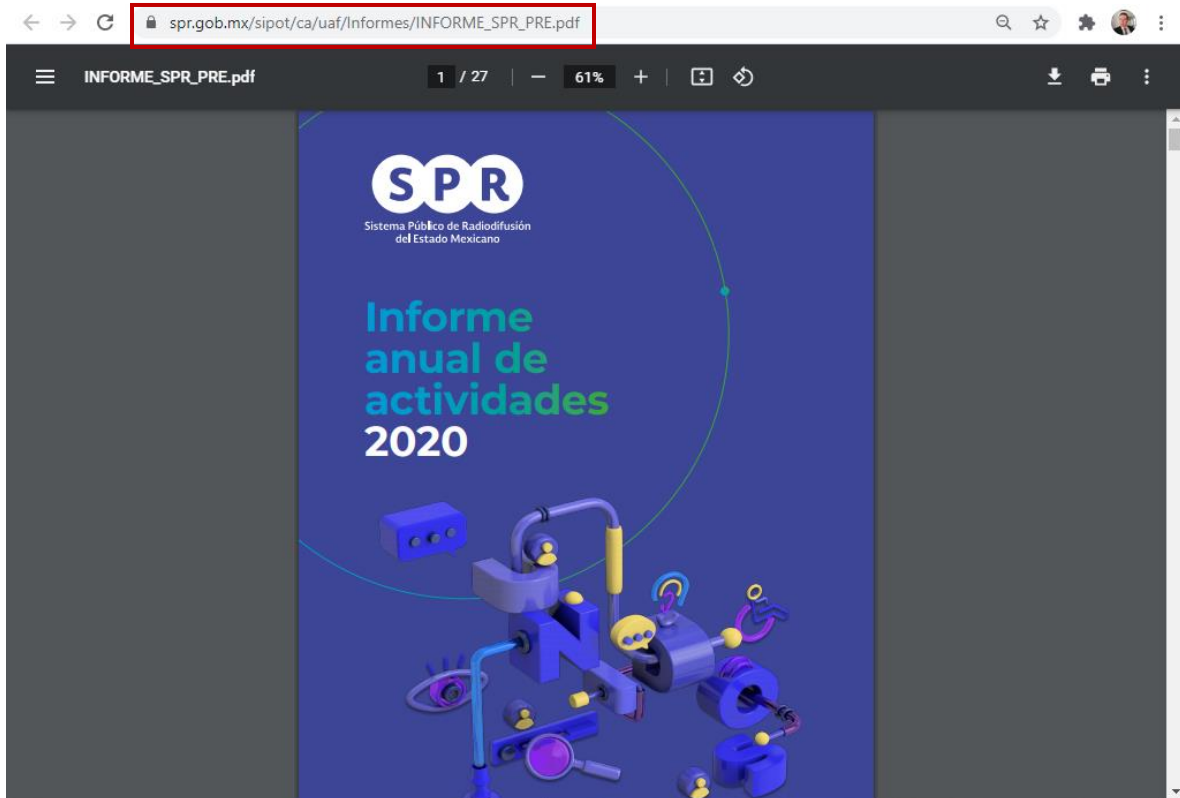 spr.gob.mx/sipot/ca/uaf/Informes/INFORME_SPR_PRE.pdf
INFORME_SPR_PRE.pdf 1 / 27 61%
SPR
Sistema Público de Radiodifusión
del Estado Mexicano
Informe
anual de
actividades
2020
JUNTOS